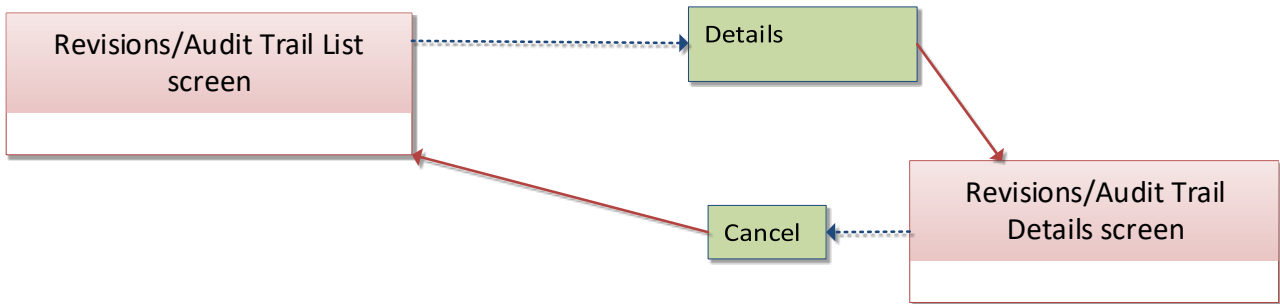 Revisions/Audit Trail List
screen
Details
Revisions/Audit Trail
Details screen
Cancel